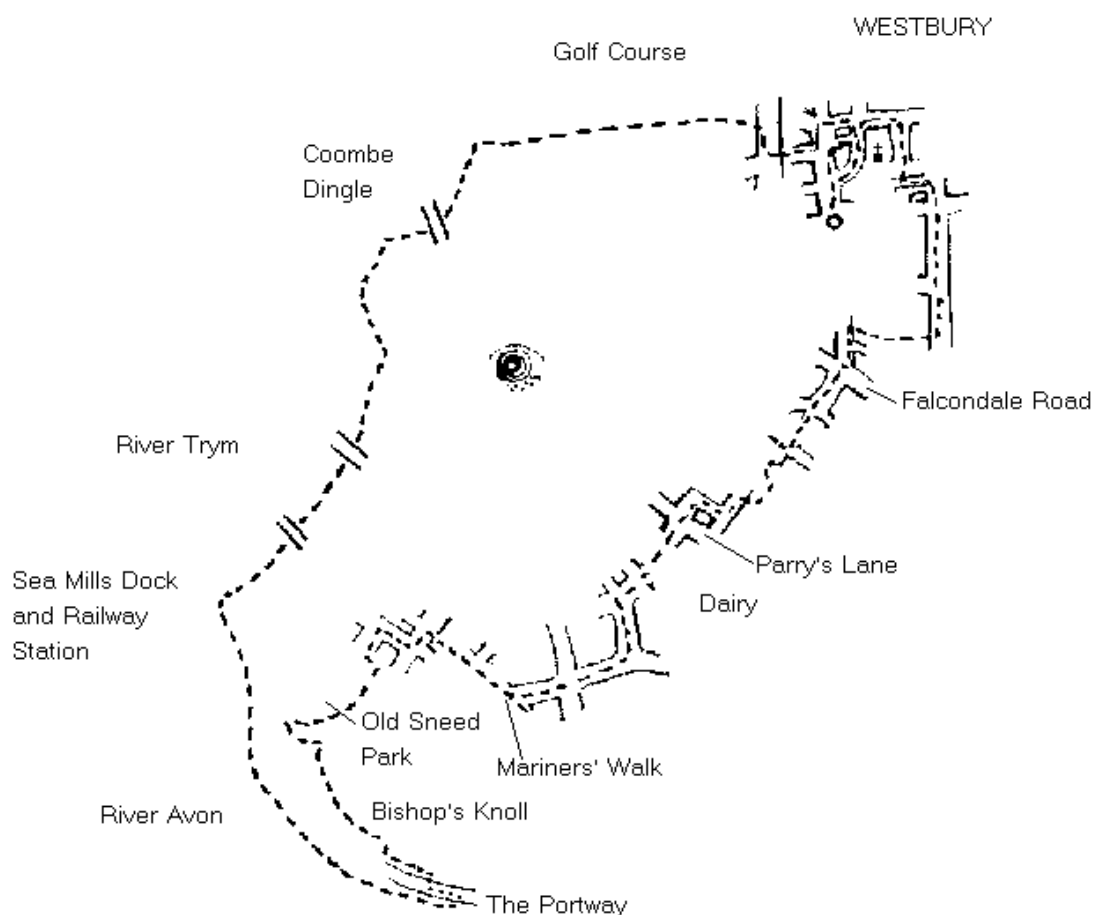 WESTBURY
Golf Course
Coombe
Dingle
Falcondale Road
River Trym
Parry's Lane
Sea Mills Dock
and Railway
Station
Dairy
Old Sneed
Park
Mariners' Walk
River Avon
Bishop's Knoll
The Portway